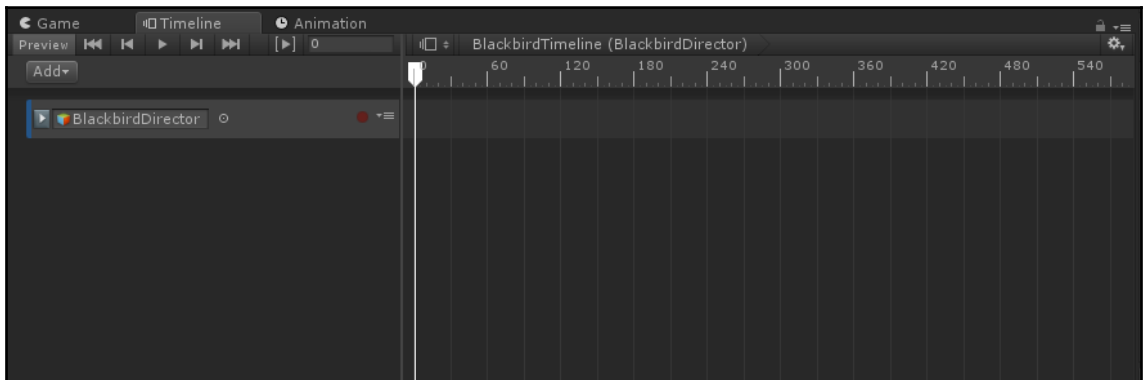 Game Timeline Animation
Preview 0 BlackbirdTimeline (BlackbirdDirector)
Add 0 60 120 180 240 300 360 420 480 540
BlackbirdDirector